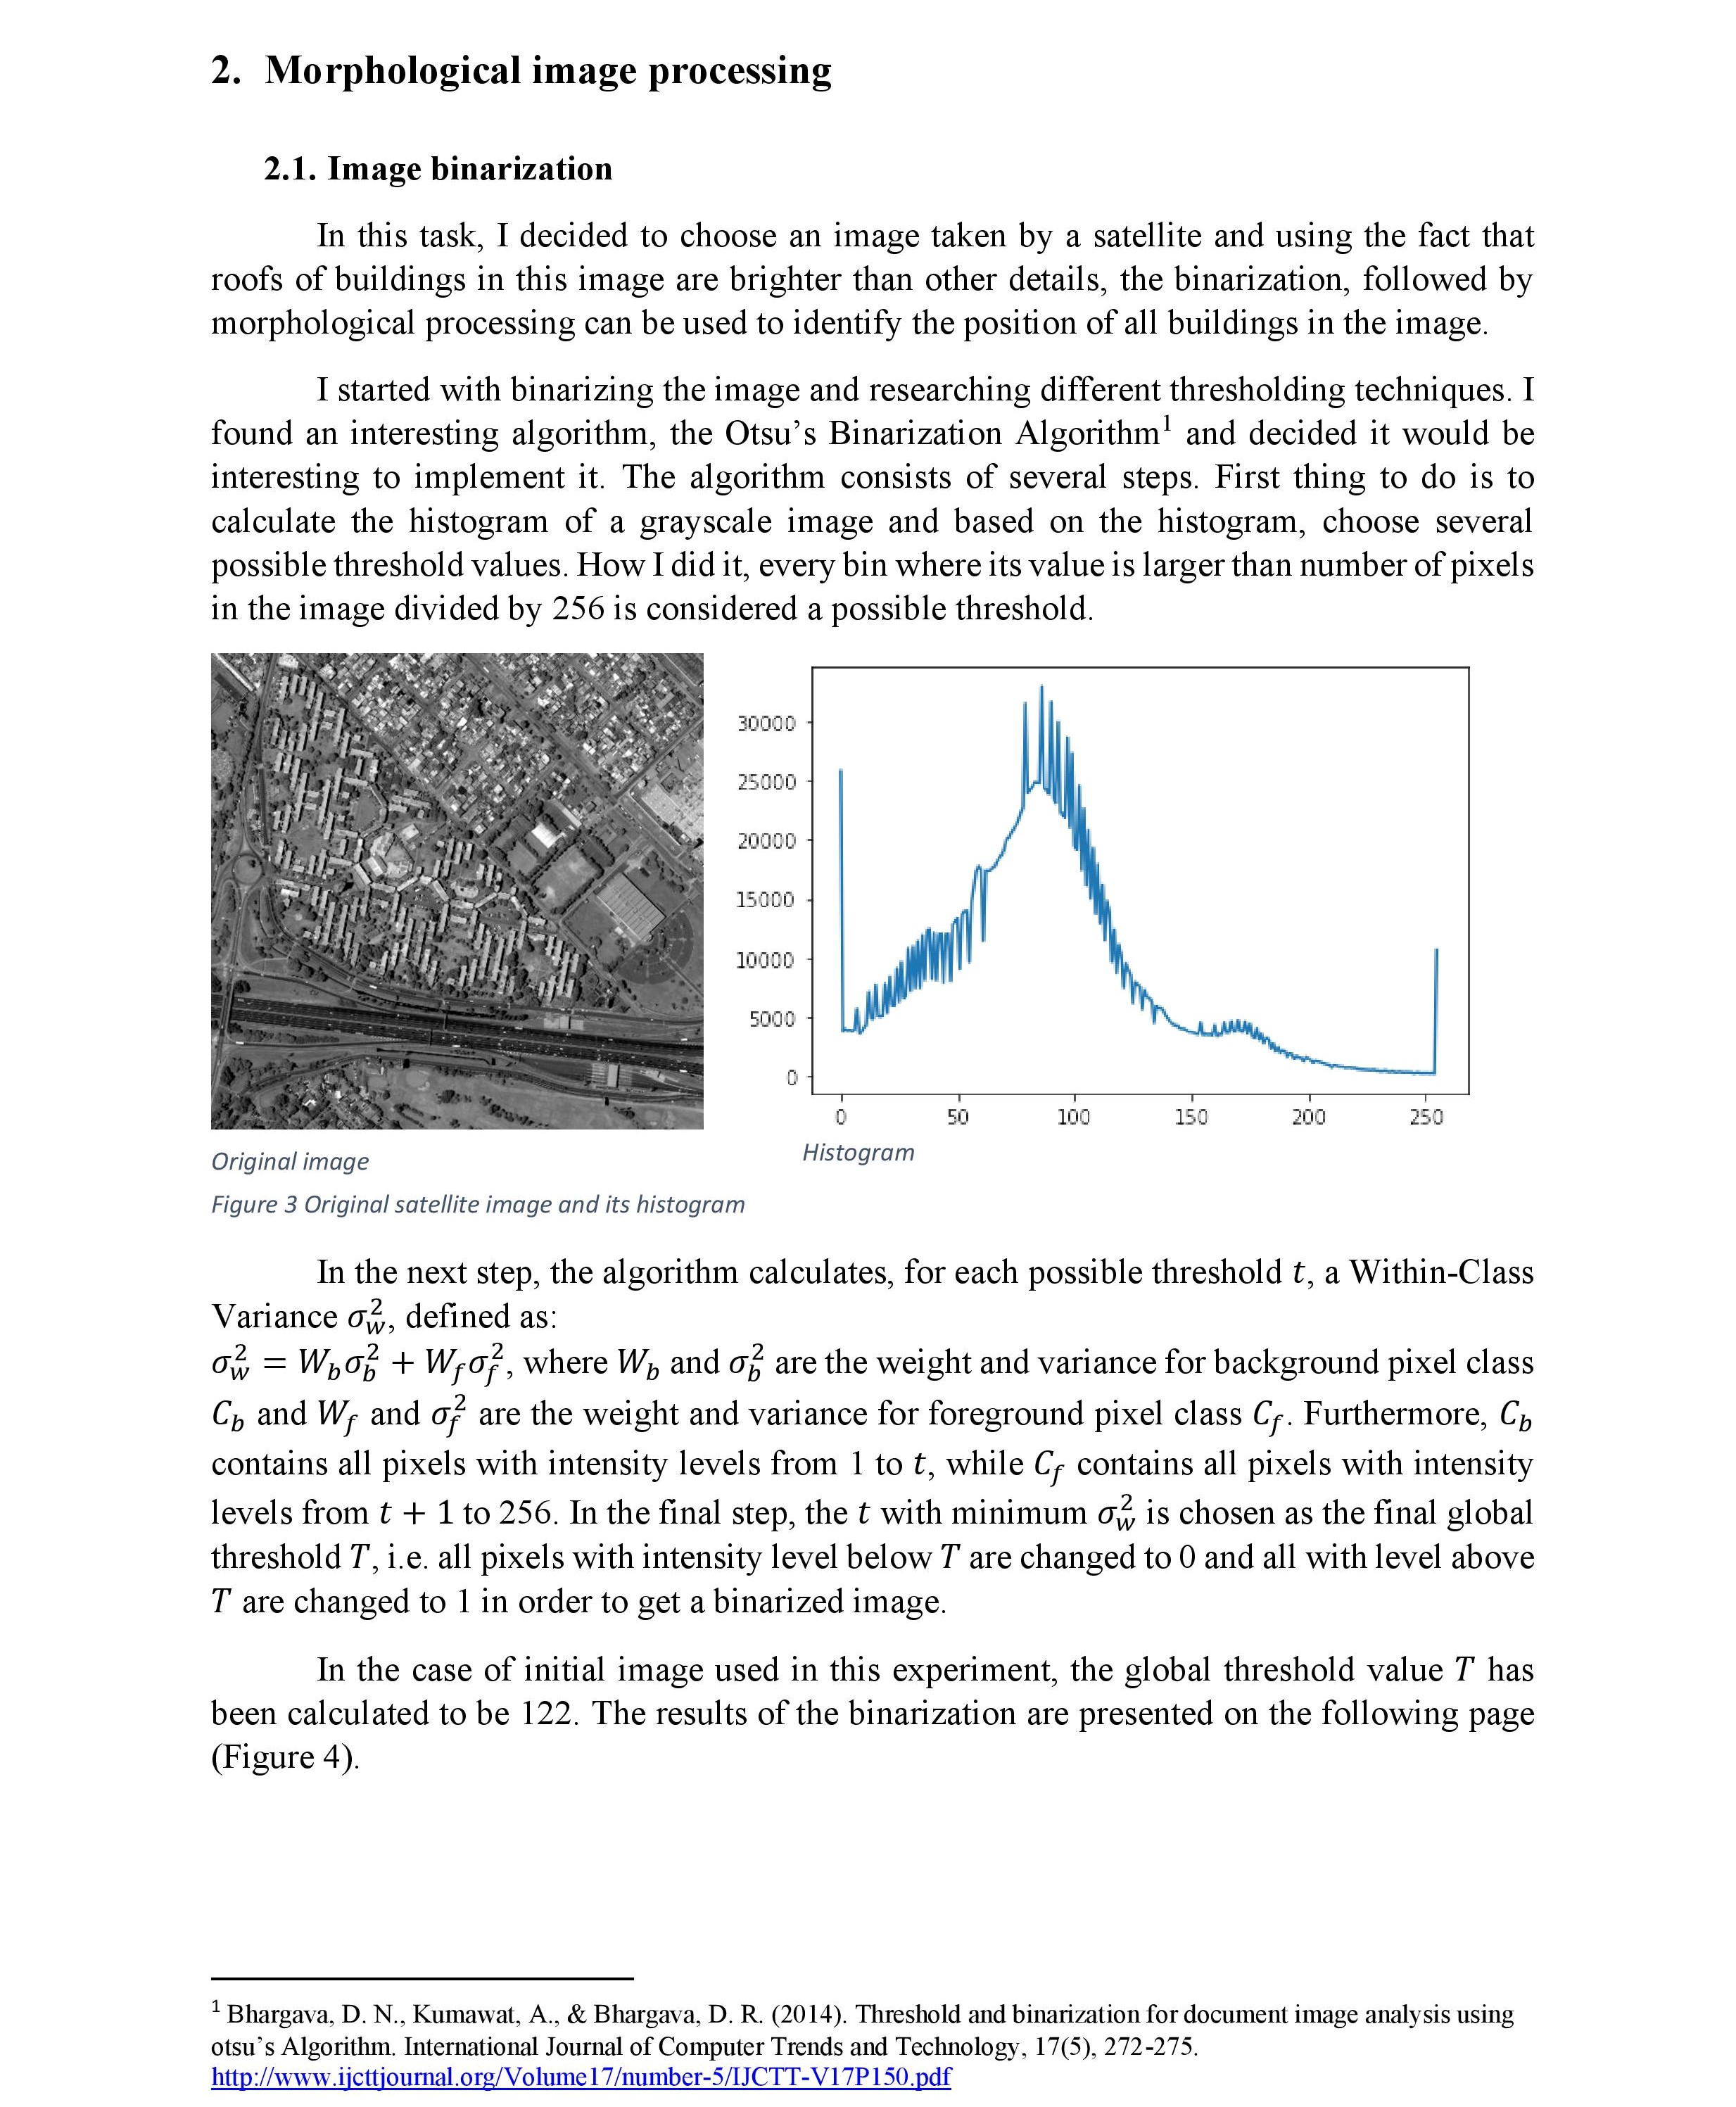 2. Morphological image processing
2.1. Image binarization
In this task, I decided to choose an image taken by a satellite and using the fact that
roofs of buildings in this image are brighter than other details, the binarization, followed by
morphological processing can be used to identify the position of all buildings in the image.
I started with binarizing the image and researching different thresholding techniques. I
found an interesting algorithm, the Otsu’s Binarization Algorithm¹ and decided it would be
interesting to implement it. The algorithm consists of several steps. First thing to do is to
calculate the histogram of a grayscale image and based on the histogram, choose several
possible threshold values. How I did it, every bin where its value is larger than number of pixels
in the image divided by 256 is considered a possible threshold.
30000
25000
20000
15000
10000
5000
0
0 50 100 150 200 250
Original image
Histogram
Figure 3 Original satellite image and its histogram
In the next step, the algorithm calculates, for each possible threshold t, a Within-Class
Variance σ_w^2, defined as:
σ_w^2 = W_b σ_b^2 + W_f σ_f^2, where W_b and σ_b^2 are the weight and variance for background pixel class
C_b and W_f and σ_f^2 are the weight and variance for foreground pixel class C_f. Furthermore, C_b
contains all pixels with intensity levels from 1 to t, while C_f contains all pixels with intensity
levels from t + 1 to 256. In the final step, the t with minimum σ_w^2 is chosen as the final global
threshold T, i.e. all pixels with intensity level below T are changed to 0 and all with level above
T are changed to 1 in order to get a binarized image.
In the case of initial image used in this experiment, the global threshold value T has
been calculated to be 122. The results of the binarization are presented on the following page
(Figure 4).
¹ Bhargava, D. N., Kumawat, A., & Bhargava, D. R. (2014). Threshold and binarization for document image analysis using
otsu’s Algorithm. International Journal of Computer Trends and Technology, 17(5), 272-275.
http://www.ijcttjournal.org/Volume17/number-5/IJCTT-V17P150.pdf